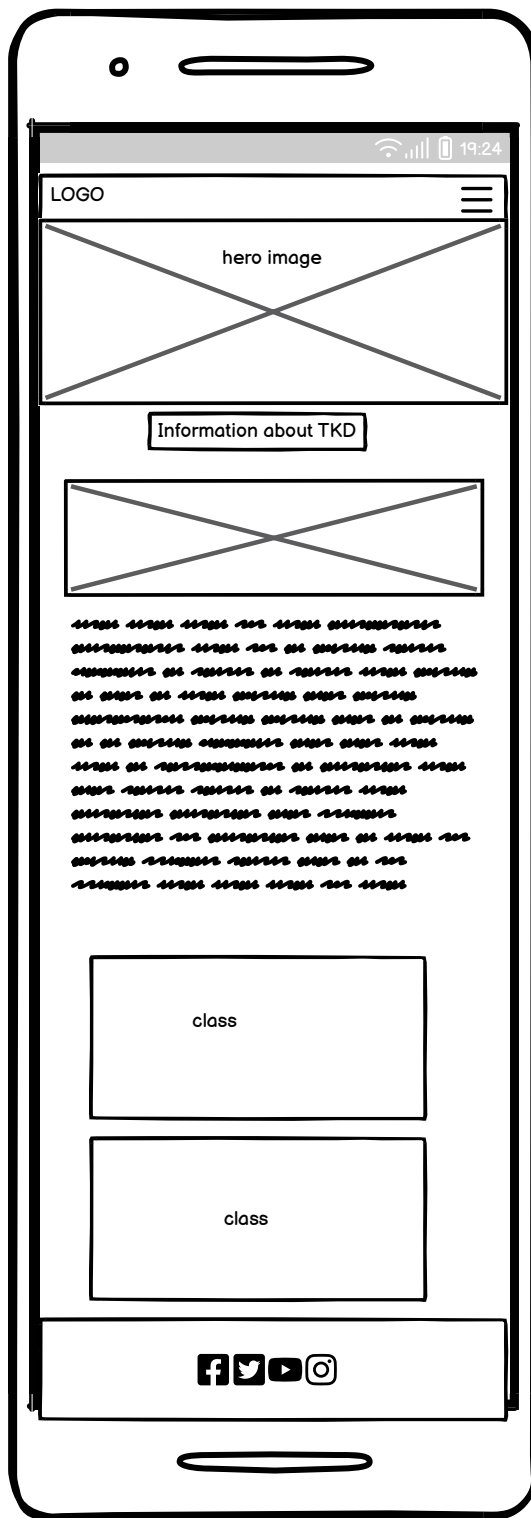 19:24
LOGO
hero image
Information about TKD
class
class